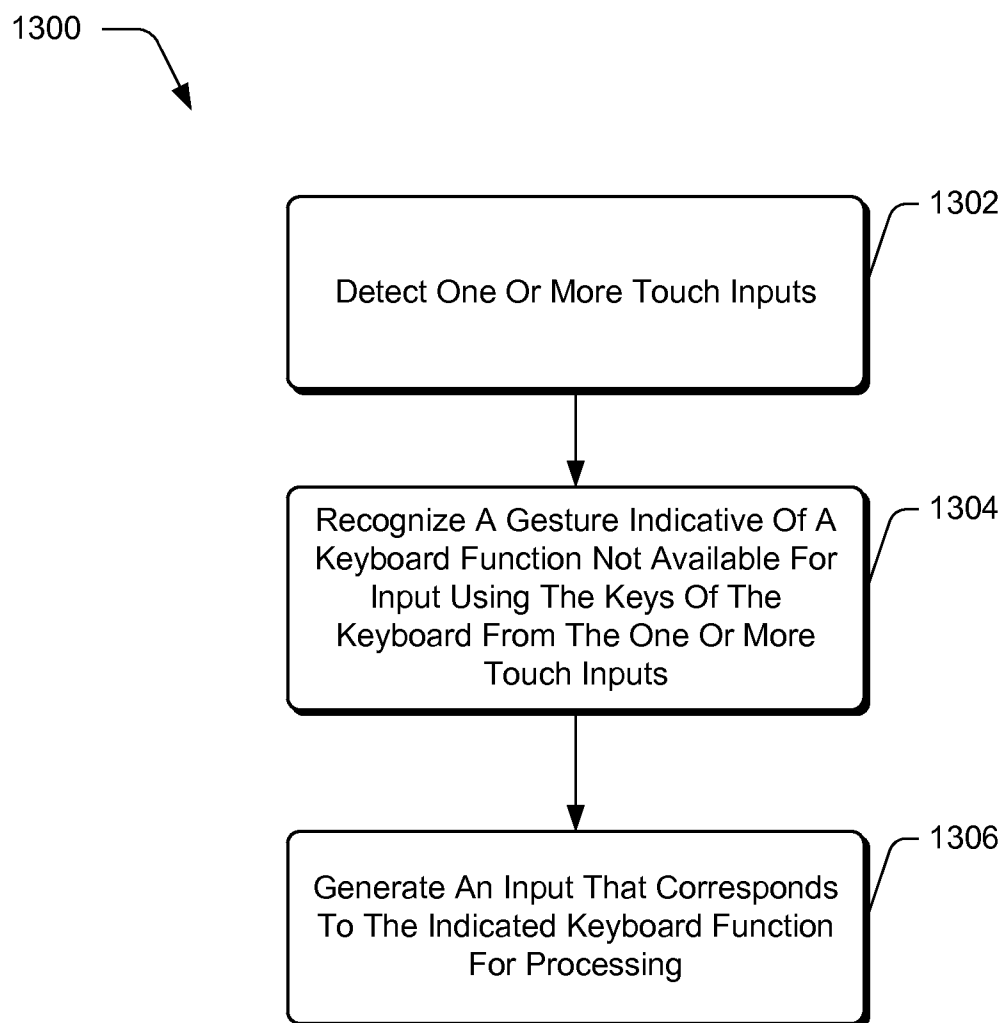 1300
1302
Detect One Or More Touch Inputs
1304
Recognize A Gesture Indicative Of A
Keyboard Function Not Available For
Input Using The Keys Of The
Keyboard From The One Or More
Touch Inputs
1306
Generate An Input That Corresponds
To The Indicated Keyboard Function
For Processing